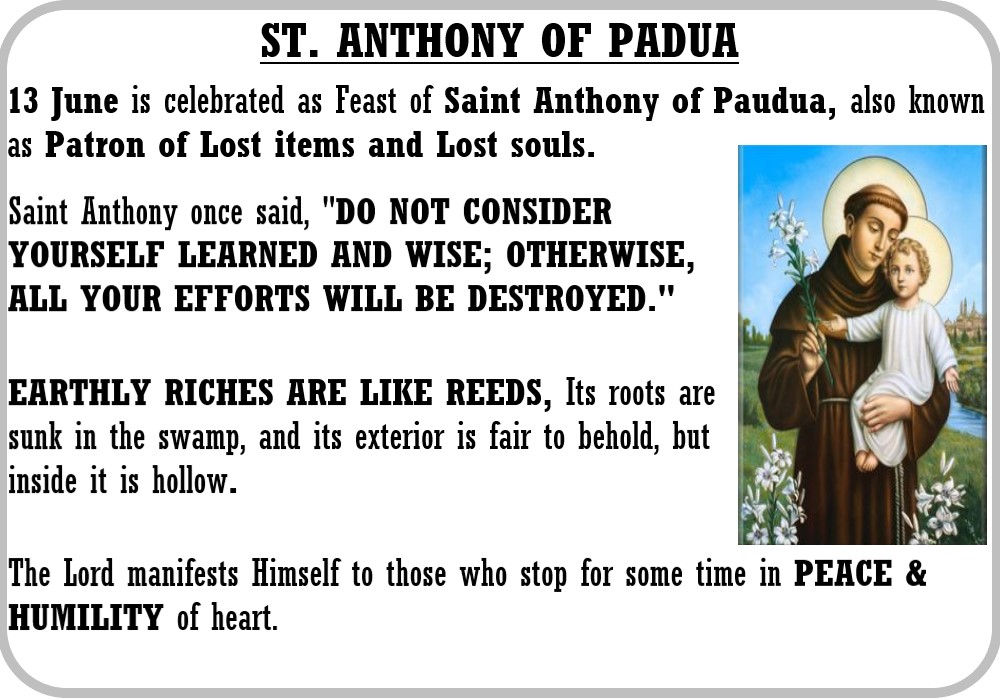 ST. ANTHONY OF PADUA
13 June is celebrated as Feast of Saint Anthony of Paudua, also known
as Patron of Lost items and Lost souls.
Saint Anthony once said, "DO NOT CONSIDER
YOURSELF LEARNED AND WISE; OTHERWISE,
ALL YOUR EFFORTS WILL BE DESTROYED."
EARTHLY RICHES ARE LIKE REEDS, Its roots are
sunk in the swamp, and its exterior is fair to behold, but
inside it is hollow.
The Lord manifests Himself to those who stop for some time in PEACE &
HUMILITY of heart.